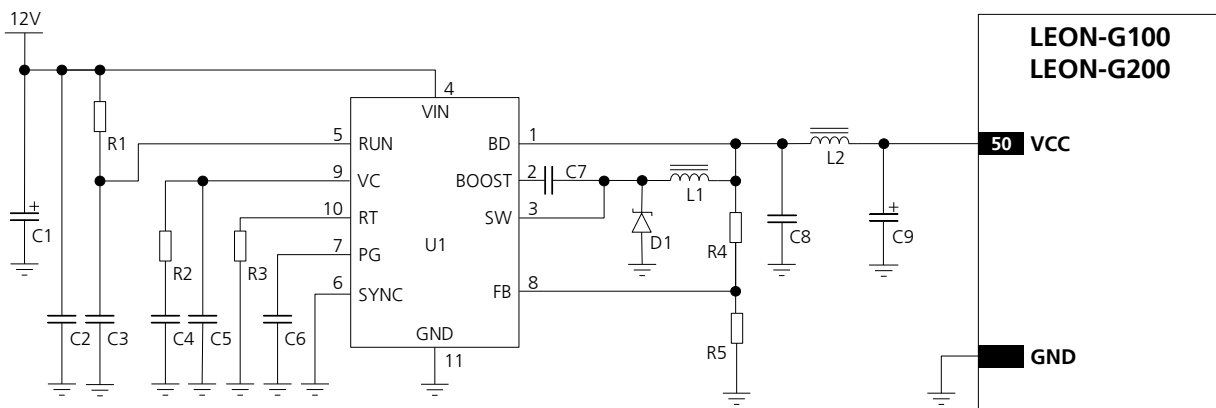 12V
LEON-G100
LEON-G200
4
VIN
R1
5
RUN
BD
1
50
VCC
L2
9
VC
BOOST
2
C7
L1
10
RT
SW
3
C1
+
R2
R3
7
PG
U1
D1
R4
C8
+
C9
6
SYNC
FB
8
C2
C3
C4
C5
C6
GND
11
R5
GND